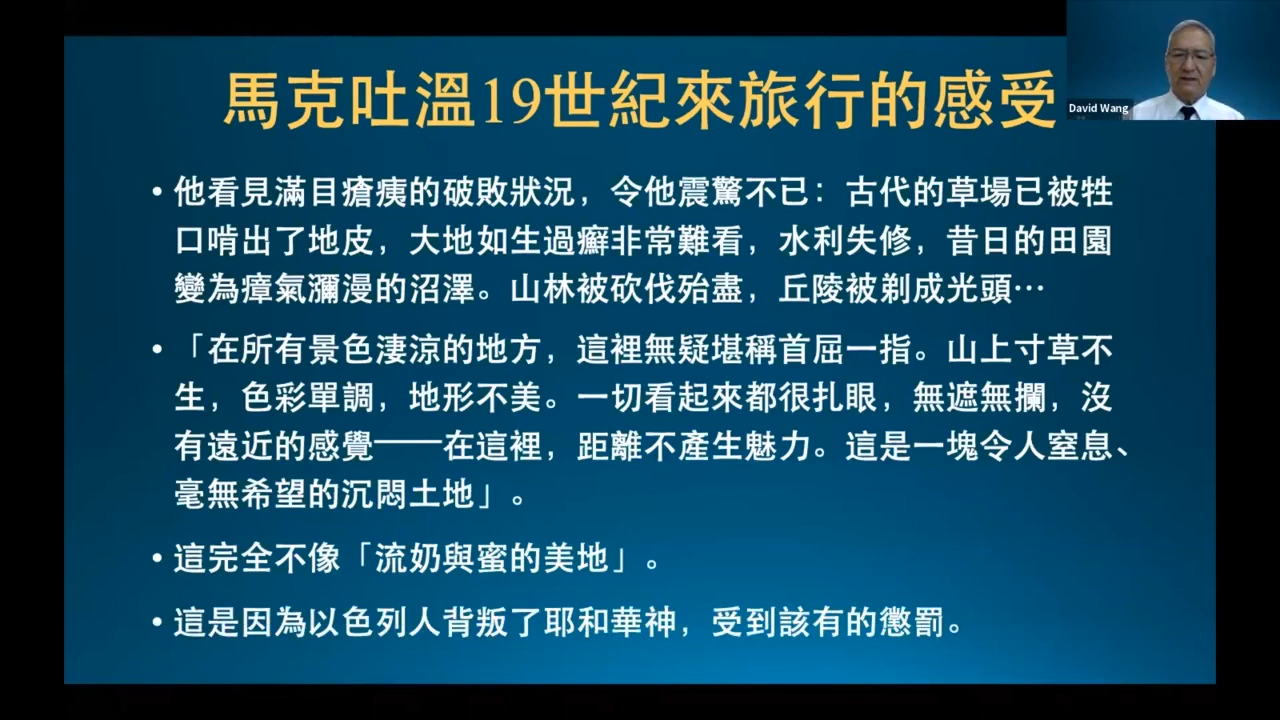 馬克吐溫19世紀來旅行的感受
David Wang
• 他看見滿目瘡痍的破敗狀況，令他震驚不已：古代的草場已被牲
口啃出了地皮，大地如生過癬非常難看，水利失修，昔日的田園
變為瘴氣瀰漫的沼澤。山林被砍伐殆盡，丘陵被剃成光頭…
• 「在所有景色淒涼的地方，這裡無疑堪稱首屈一指。山上寸草不
生，色彩單調，地形不美。一切看起來都很扎眼，無遮無攔，沒
有遠近的感覺——在這裡，距離不產生魅力。這是一塊令人窒息、
毫無希望的沉悶土地」。
• 這完全不像「流奶與蜜的美地」。
• 這是因為以色列人背叛了耶和華神，受到該有的懲罰。